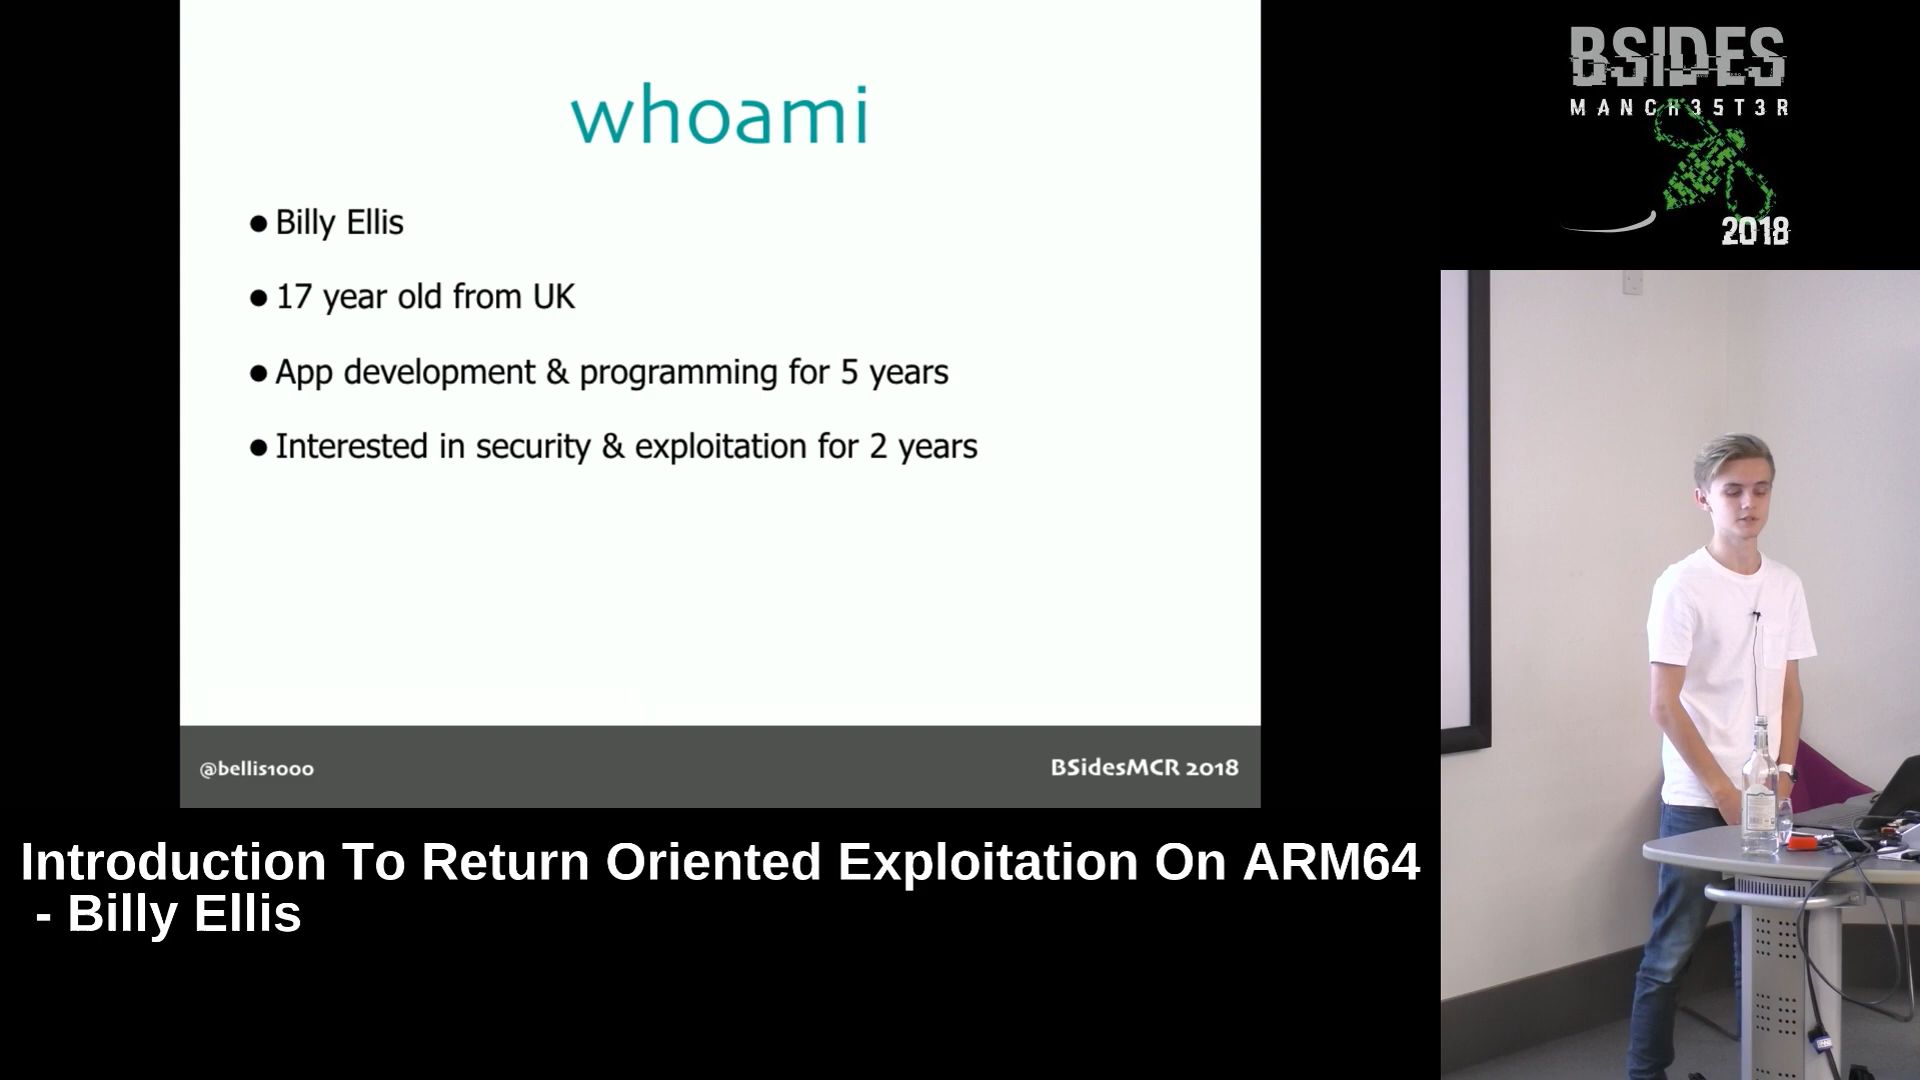 whoami
● Billy Ellis
● 17 year old from UK
● App development & programming for 5 years
● Interested in security & exploitation for 2 years
@bellis1000
BSidesMCR 2018
BSIDES
MANCH35T3R
2018
Introduction To Return Oriented Exploitation On ARM64
- Billy Ellis